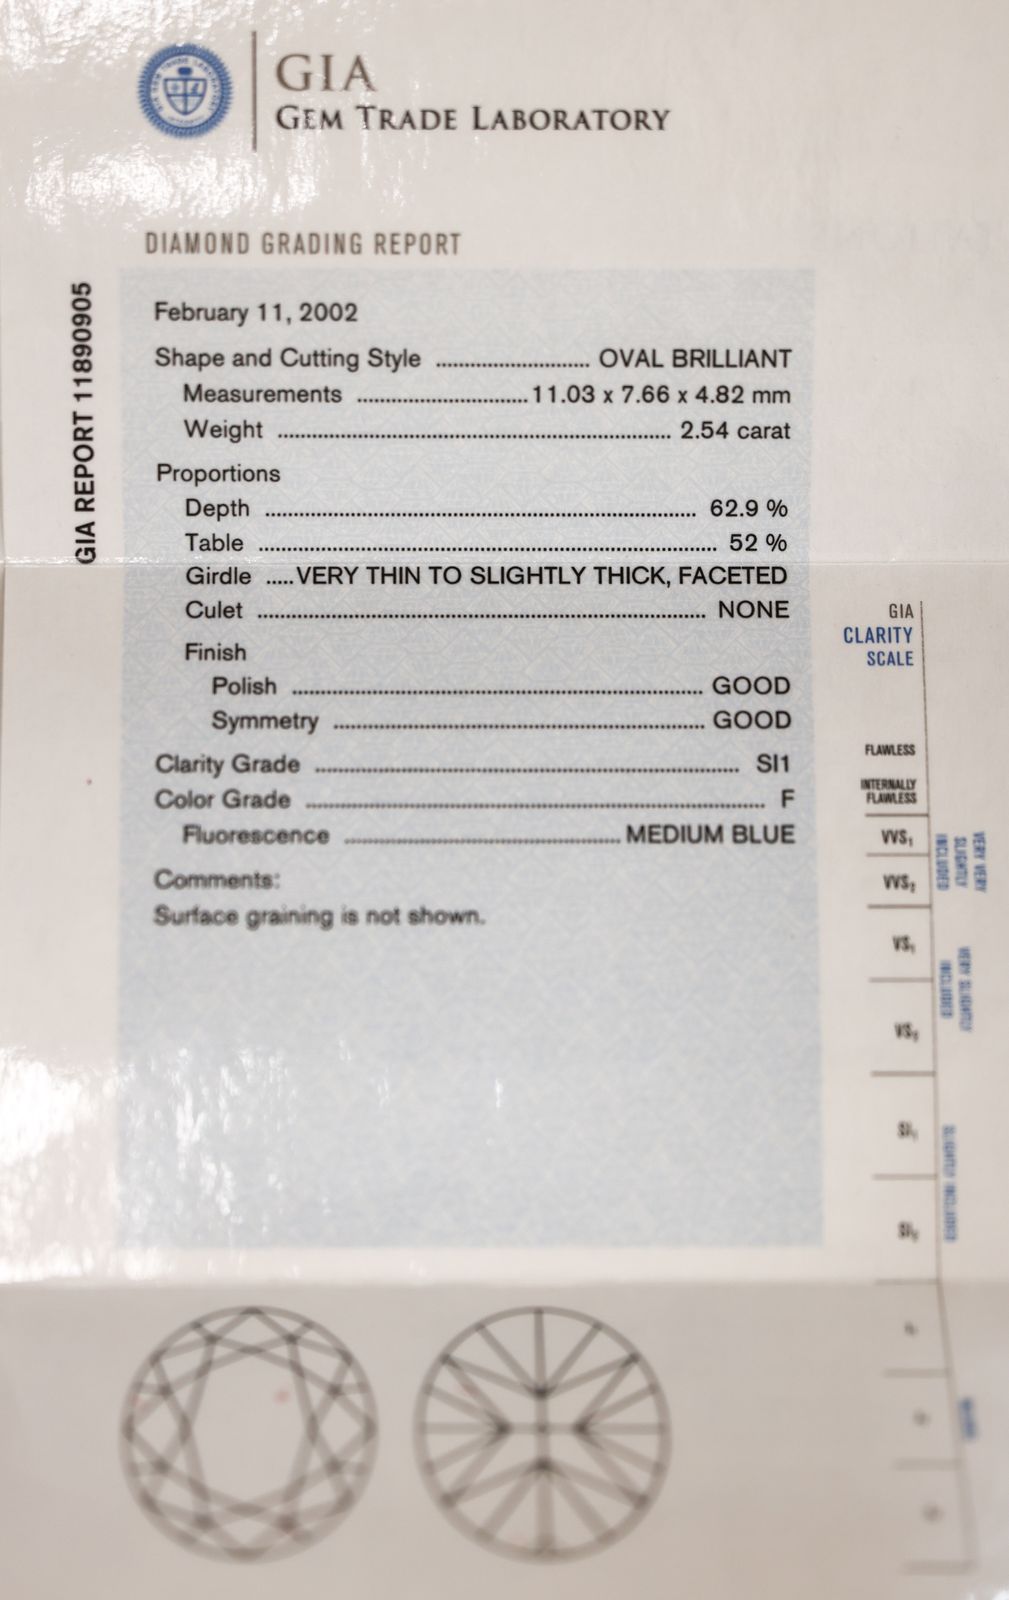 GIA
GEM TRADE LABORATORY
DIAMOND GRADING REPORT
GIA REPORT 11890905
February 11, 2002
Shape and Cutting Style .......................... OVAL BRILLIANT
Measurements ............................. 11.03 x 7.66 x 4.82 mm
Weight .................................................................. 2.54 carat
Proportions
Depth ........................................................................ 62.9 %
Table ............................................................................ 52 %
Girdle ..... VERY THIN TO SLIGHTLY THICK, FACETED
Culet ........................................................................... NONE
Finish
Polish ..................................................................... GOOD
Symmetry .............................................................. GOOD
Clarity Grade ....................................................................... SI1
Color Grade ............................................................................ F
Fluorescence .............................................. MEDIUM BLUE
Comments:
Surface graining is not shown.
GIA
CLARITY
SCALE
FLAWLESS
INTERNALLY
FLAWLESS
VVS₁
VVS₂
VERY VERY
SLIGHTLY
INCLUDED
VS₁
VS₂
VERY SLIGHTLY
INCLUDED
SI₁
SI₂
SLIGHTLY INCLUDED